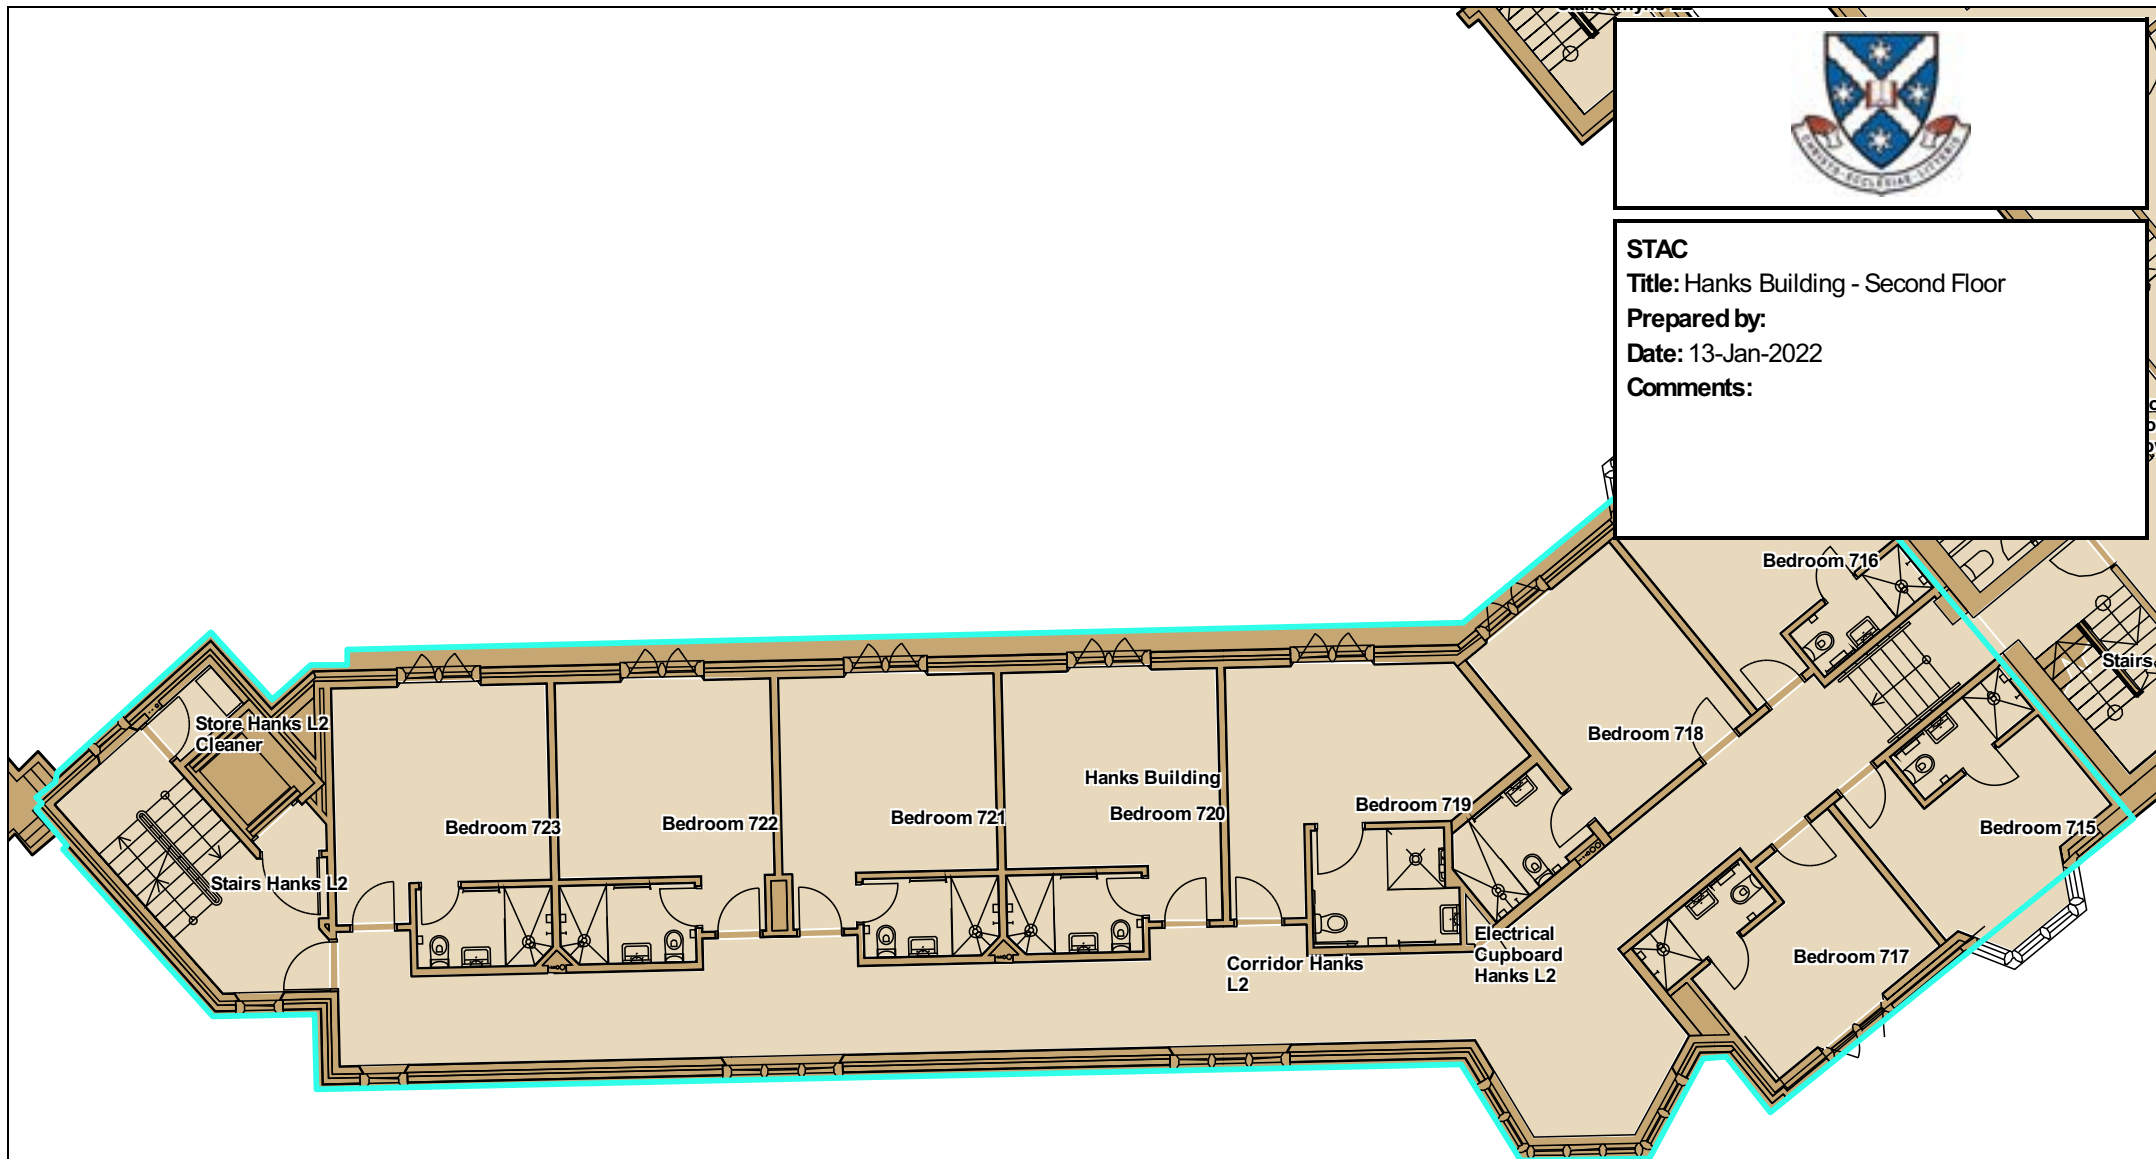 STAC
Title: Hanks Building - Second Floor
Prepared by:
Date: 13-Jan-2022
Comments:
Bedroom 716
Stairs
Store Hanks L2
Cleaner
Bedroom 718
Hanks Building
Bedroom 719
Bedroom 720
Bedroom 721
Bedroom 722
Bedroom 723
Bedroom 715
Stairs Hanks L2
Electrical
Cupboard
Hanks L2
Corridor Hanks
L2
Bedroom 717